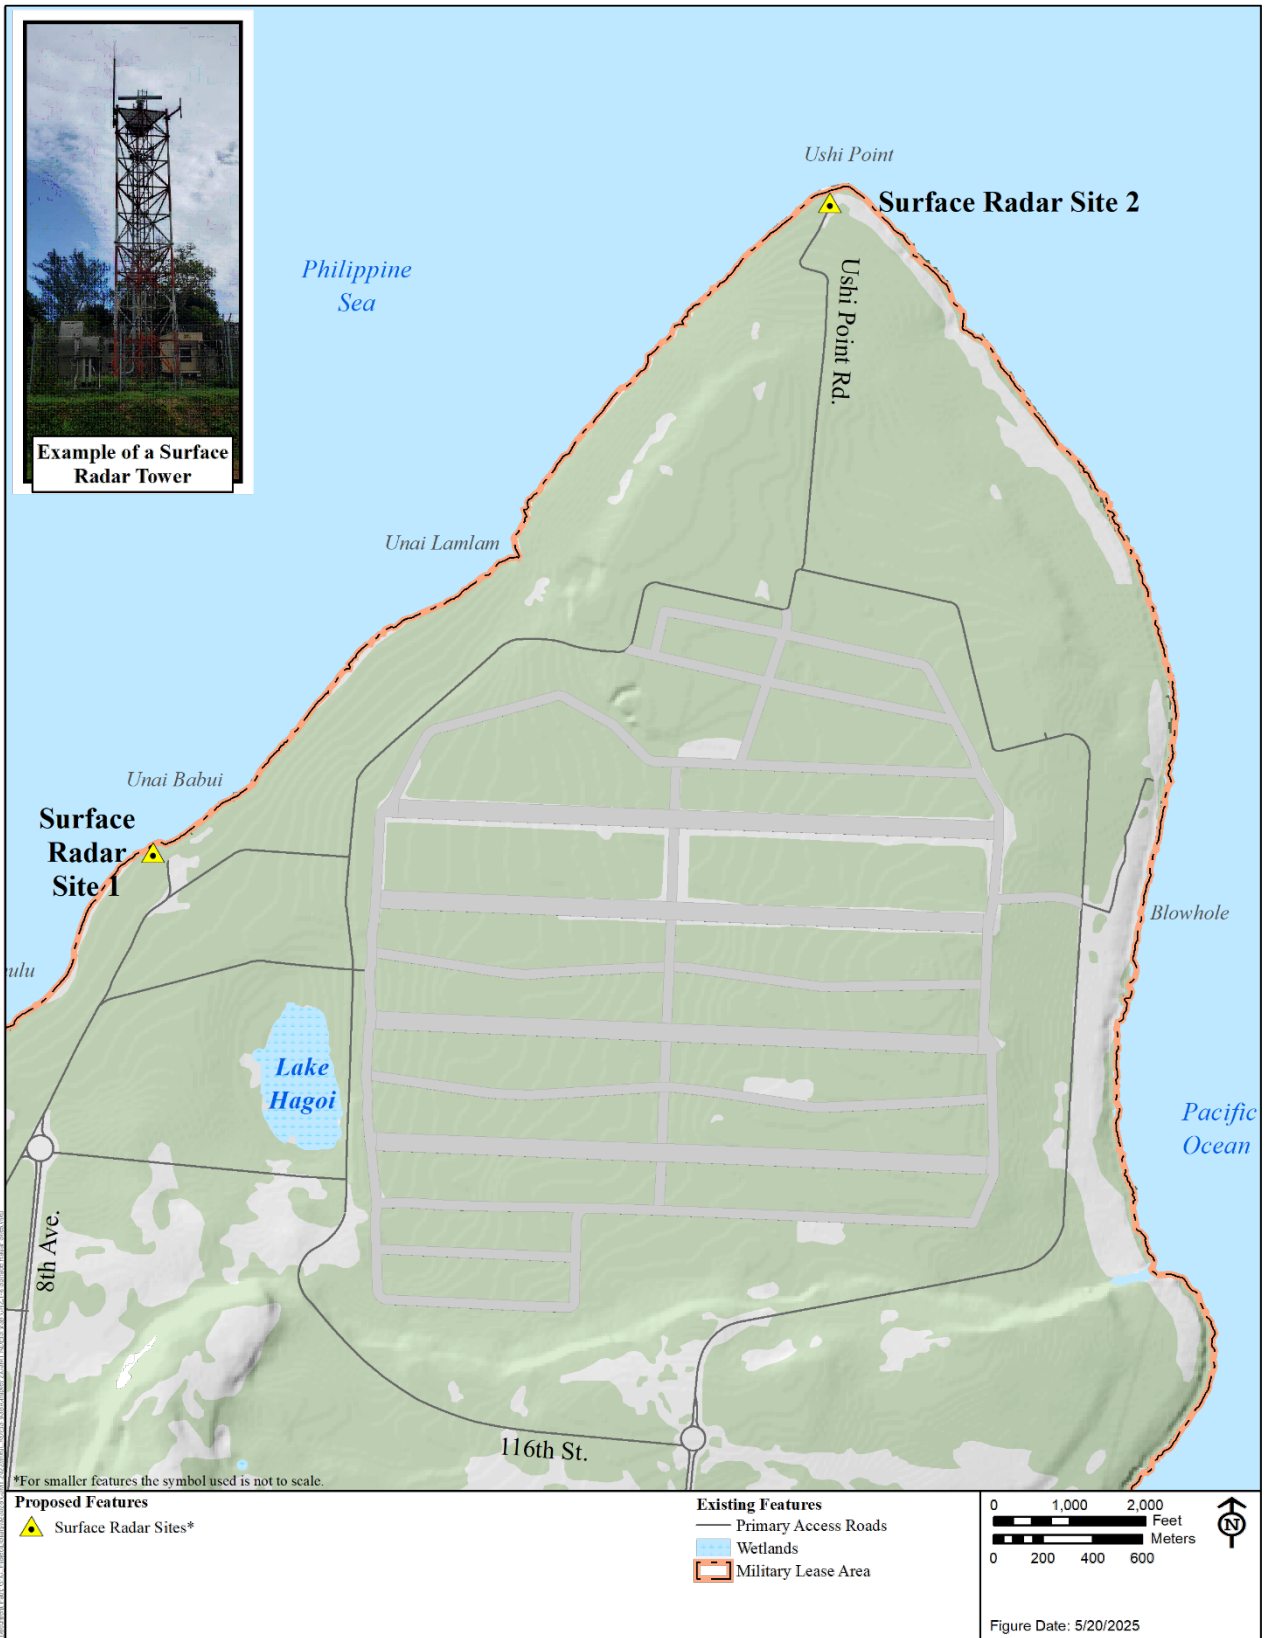 Example of a Surface
Radar Tower
Ushi Point
Surface Radar Site 2
Philippine
Sea
Ushi Point Rd.
Unai Lamlam
Unai Babui
Surface
Radar
Site 1
Blowhole
ulu
Lake
Hagoi
Pacific
Ocean
8th Ave.
116th St.
*For smaller features the symbol used is not to scale.
Proposed Features
Surface Radar Sites*
Existing Features
Primary Access Roads
Wetlands
Military Lease Area
0 1,000 2,000
Feet
Meters
0 200 400 600
N
Figure Date: 5/20/2025